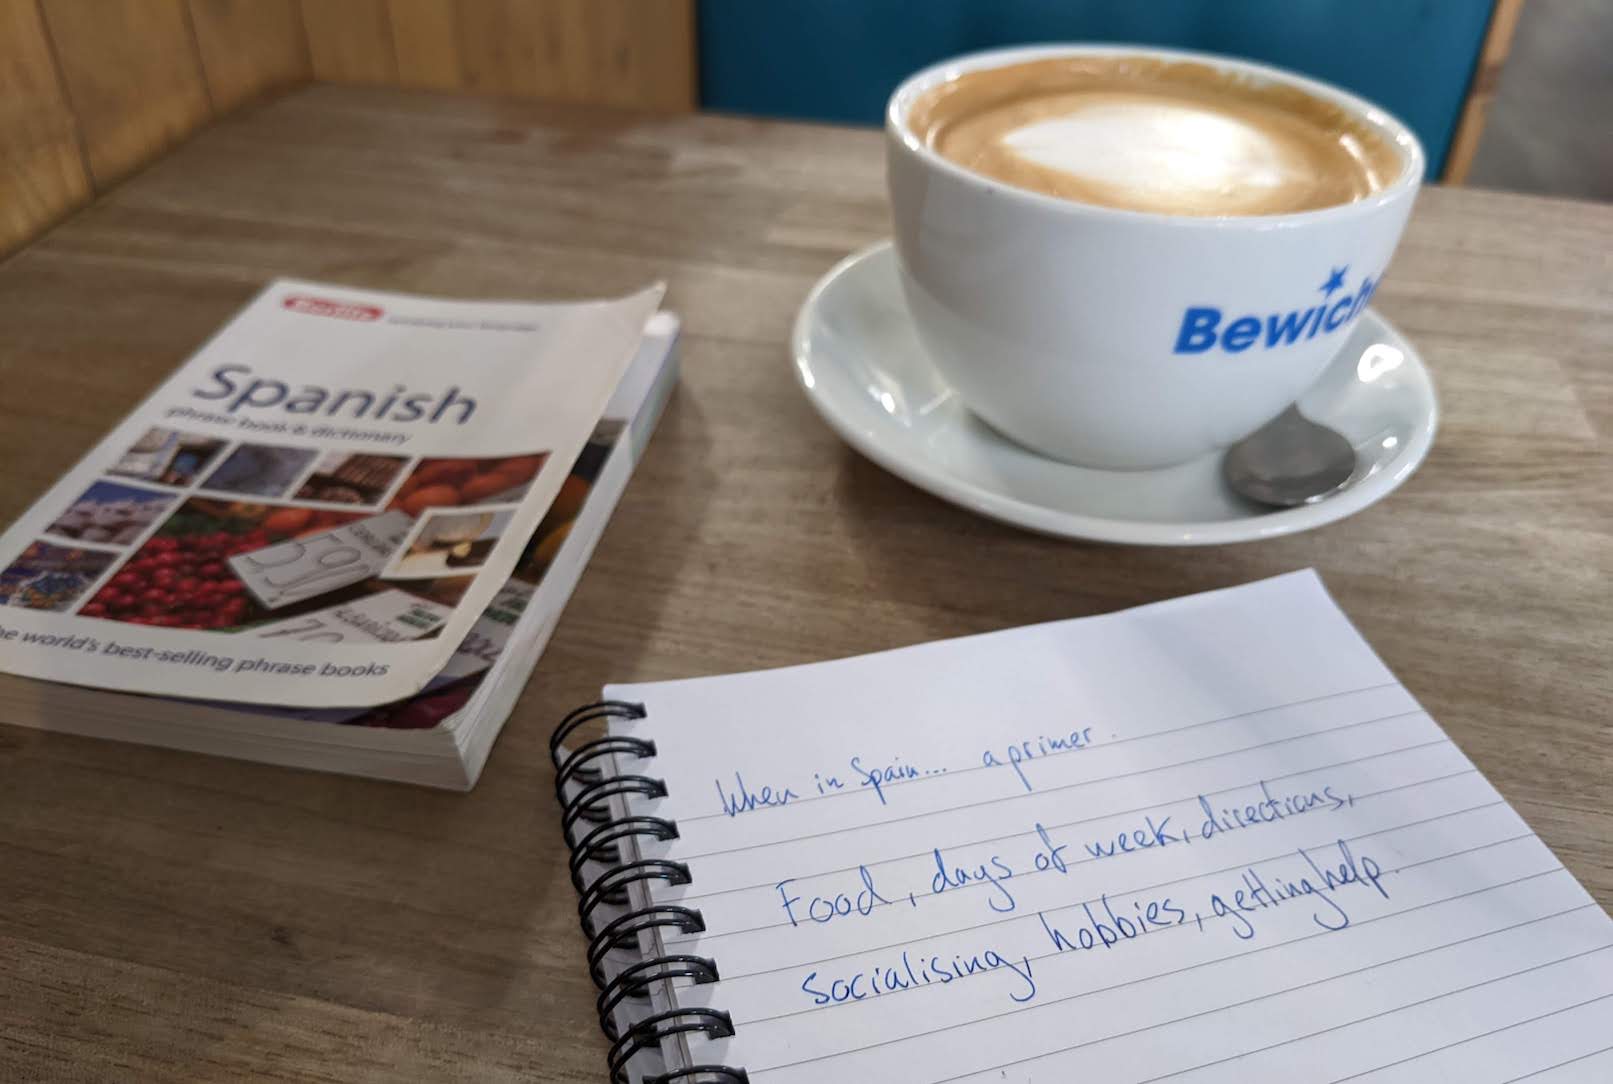 Berlitz
Spanish
phrase book & dictionary
he world's best-selling phrase books
Bewich
When in Spain... a primer.
Food, days of week, directions,
socialising, hobbies, getting help.